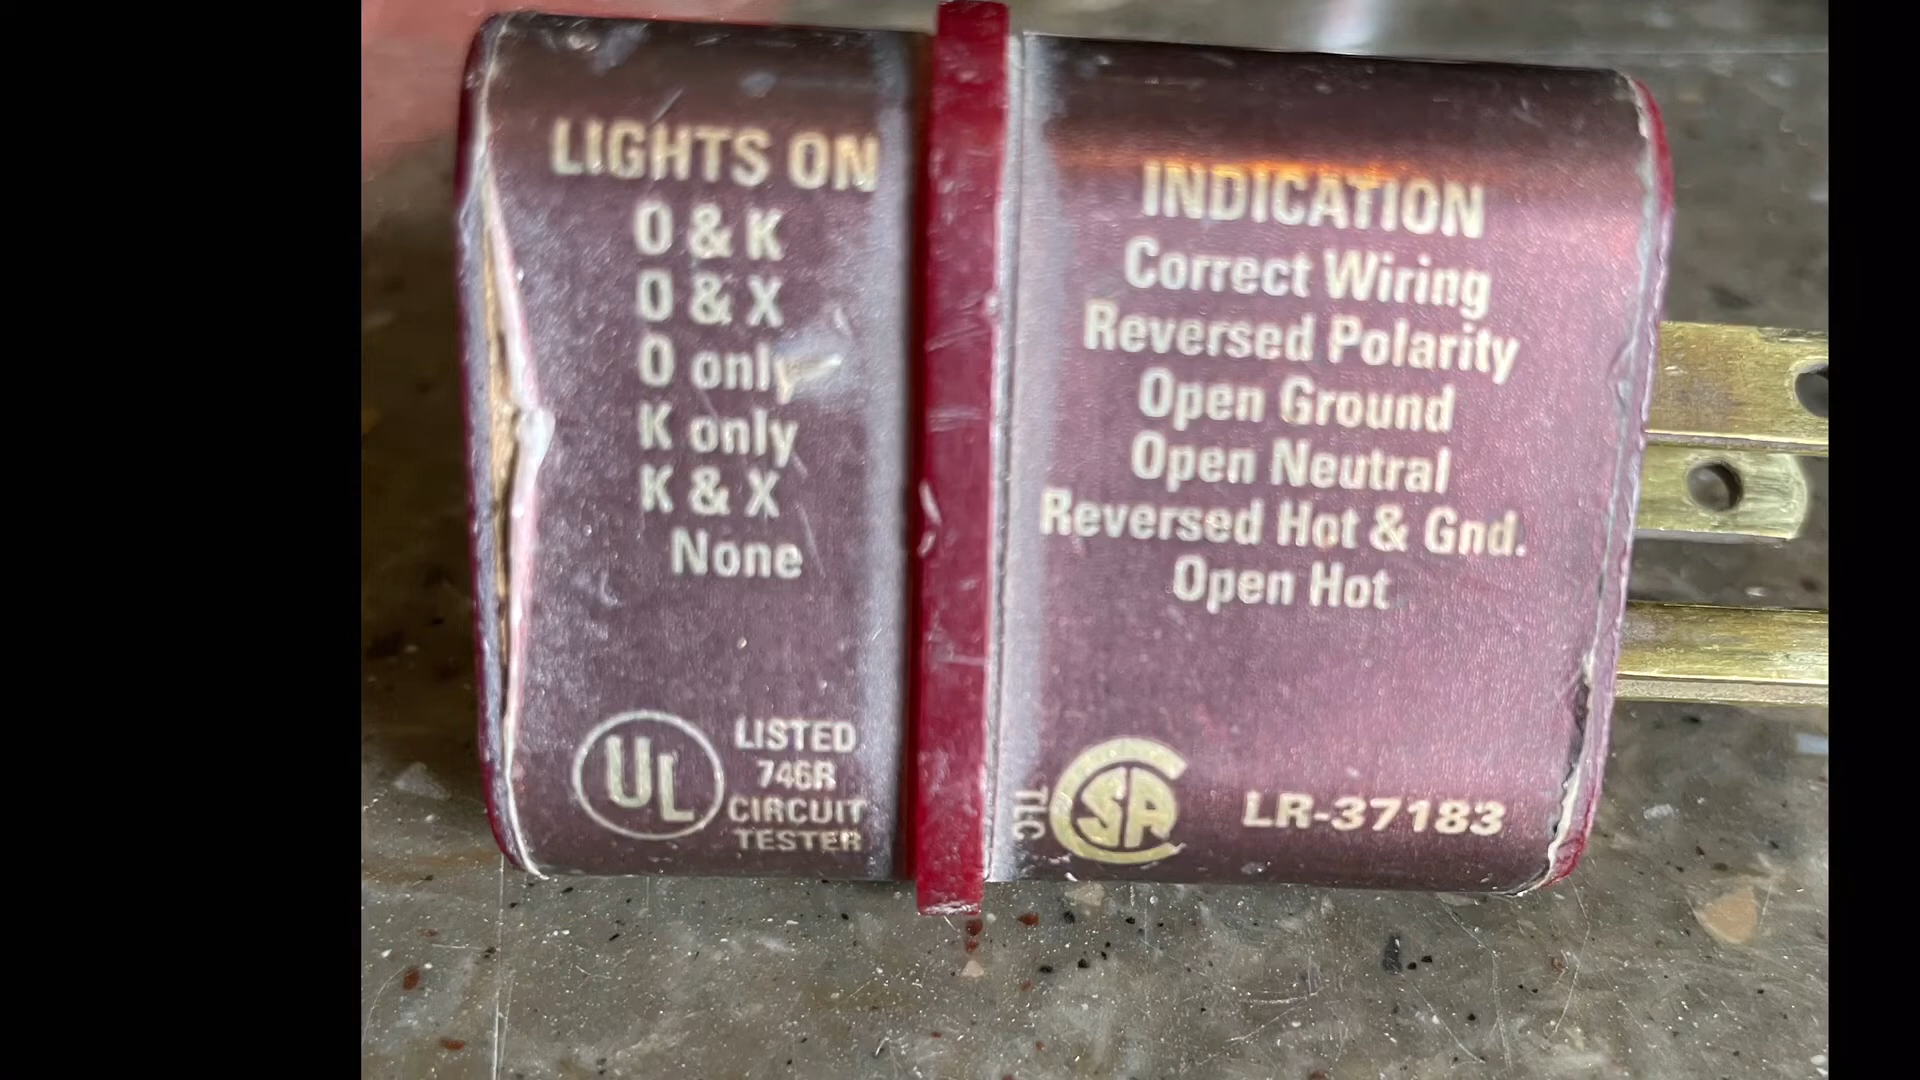 LIGHTS ON
O & K
O & X
O only
K only
K & X
None
UL
LISTED
746R
CIRCUIT
TESTER
INDICATION
Correct Wiring
Reversed Polarity
Open Ground
Open Neutral
Reversed Hot & Gnd.
Open Hot
TLC
SA
LR-37183